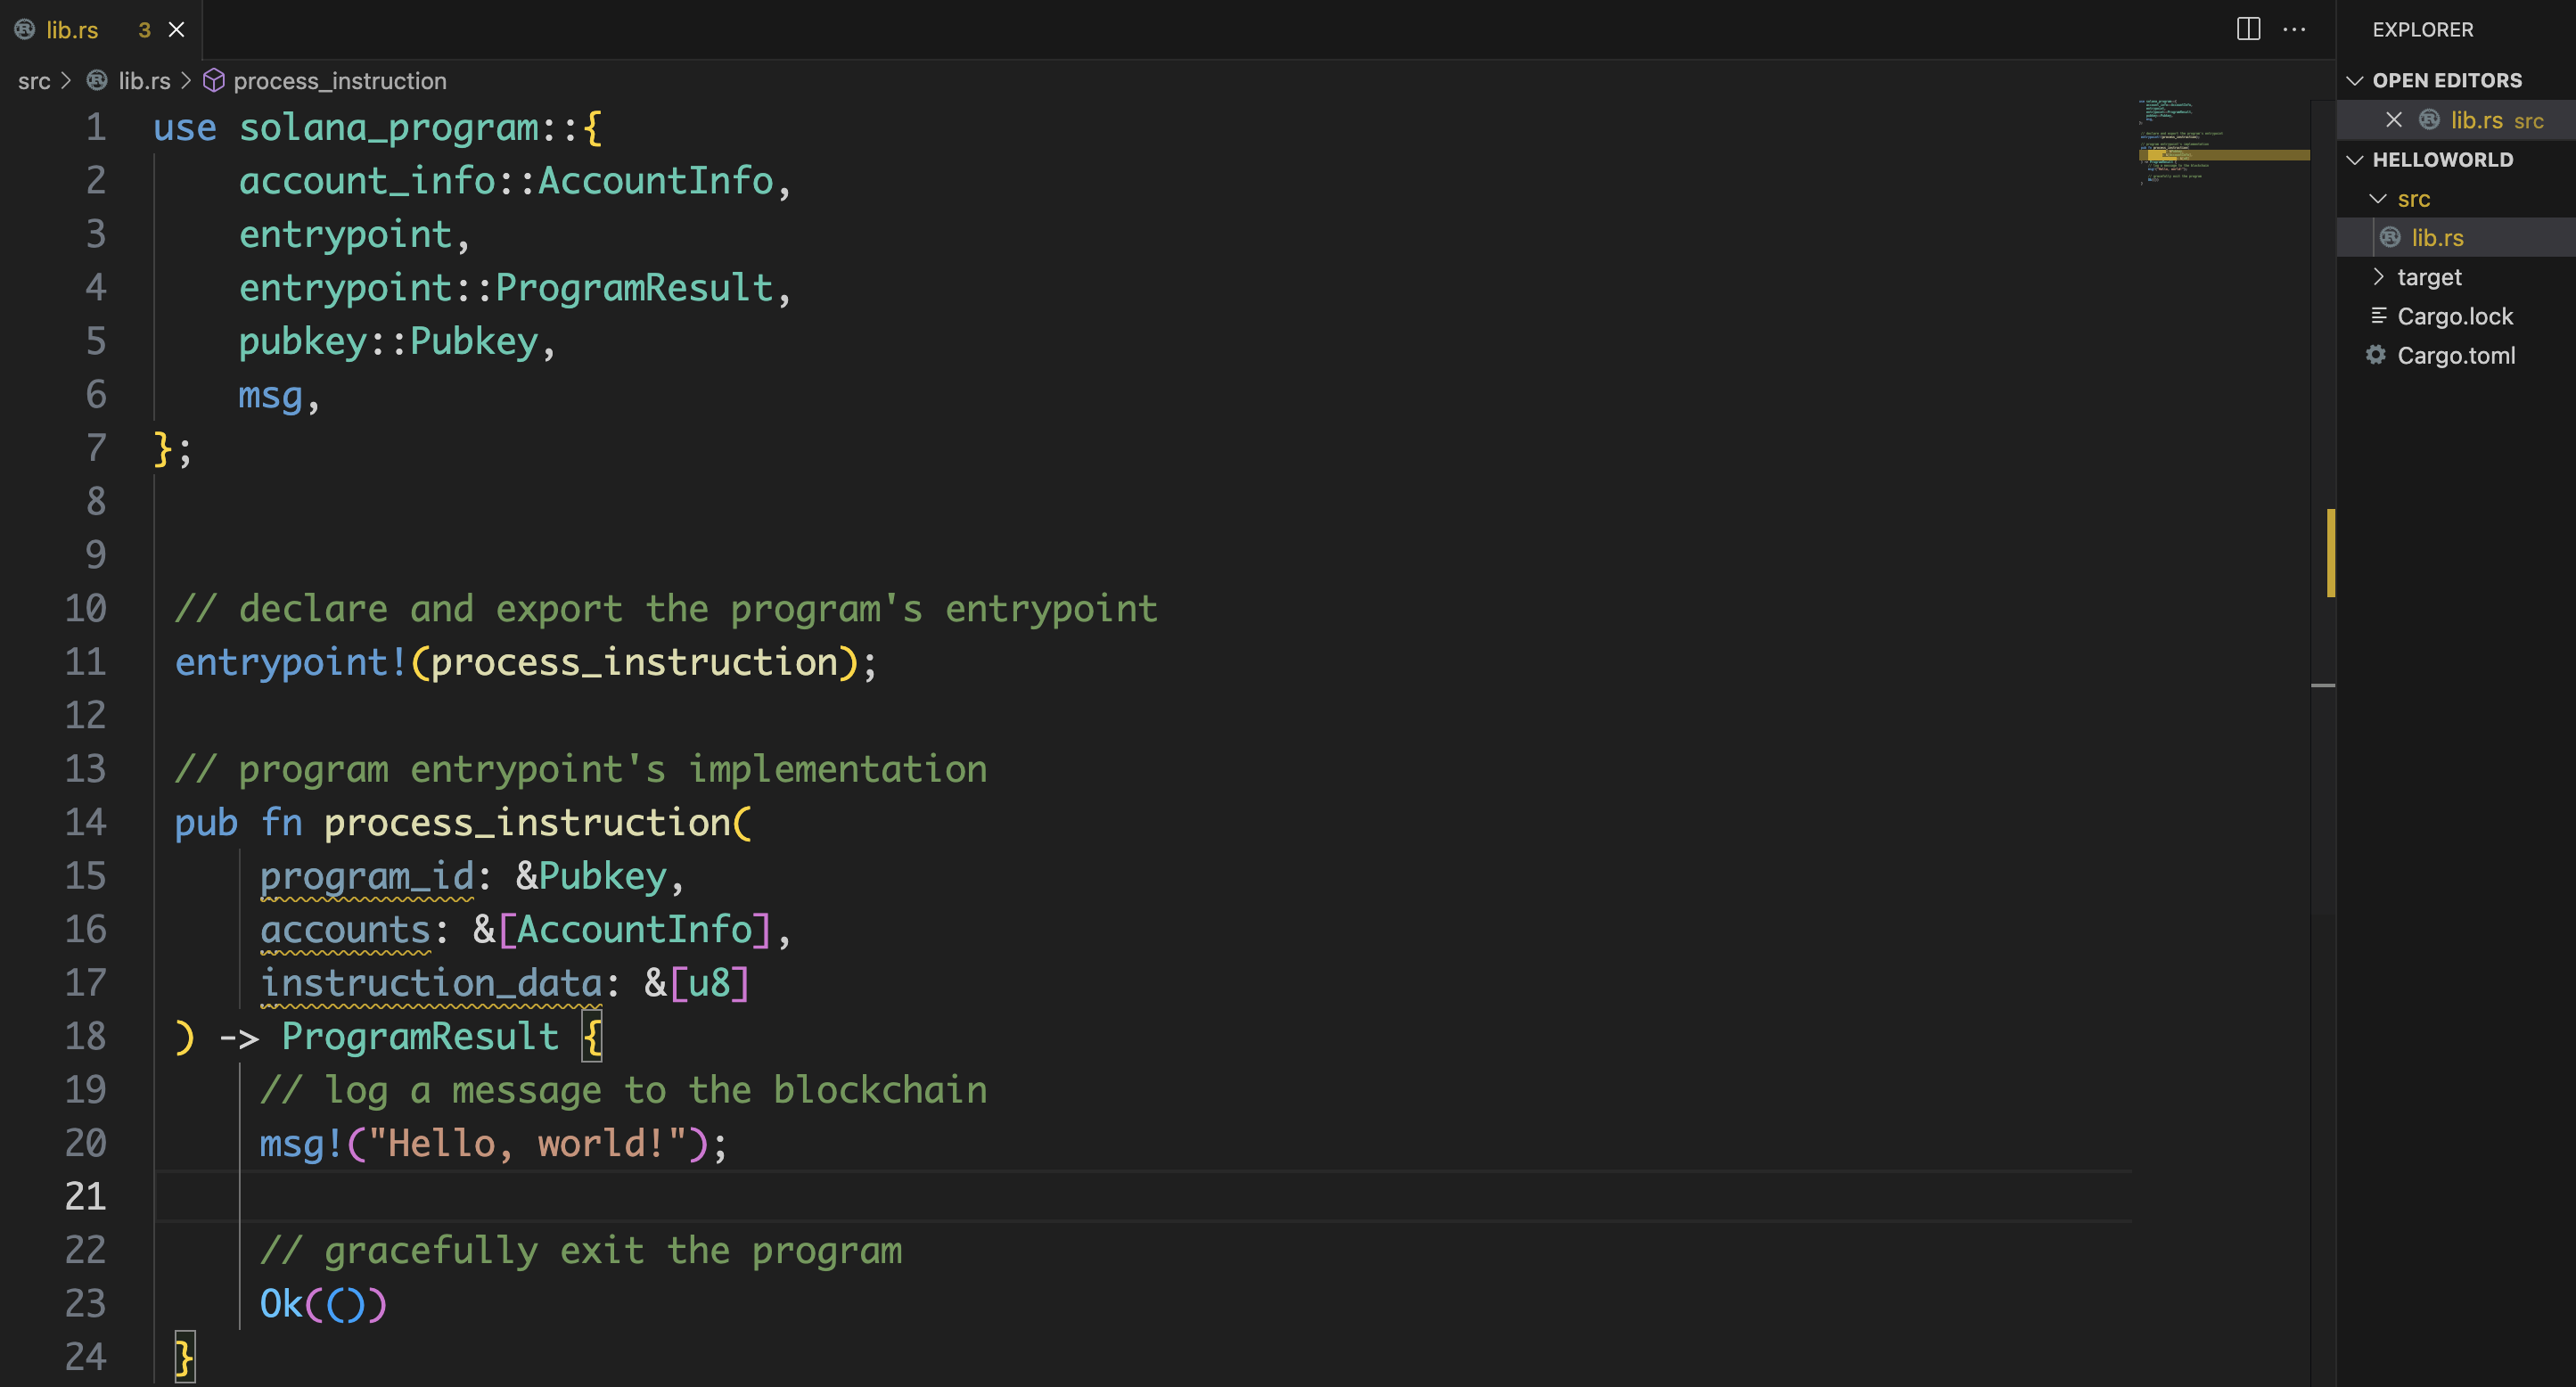 lib.rs 3
EXPLORER
src > lib.rs > process_instruction
OPEN EDITORS
lib.rs src
HELLOWORLD
src
lib.rs
target
Cargo.lock
Cargo.toml
1 use solana_program::{
2     account_info::AccountInfo,
3     entrypoint,
4     entrypoint::ProgramResult,
5     pubkey::Pubkey,
6     msg,
7 };
8
9
10  // declare and export the program's entrypoint
11  entrypoint!(process_instruction);
12
13  // program entrypoint's implementation
14  pub fn process_instruction(
15      program_id: &Pubkey,
16      accounts: &[AccountInfo],
17      instruction_data: &[u8]
18  ) -> ProgramResult {
19      // log a message to the blockchain
20      msg!("Hello, world!");
21
22      // gracefully exit the program
23      Ok(())
24  }